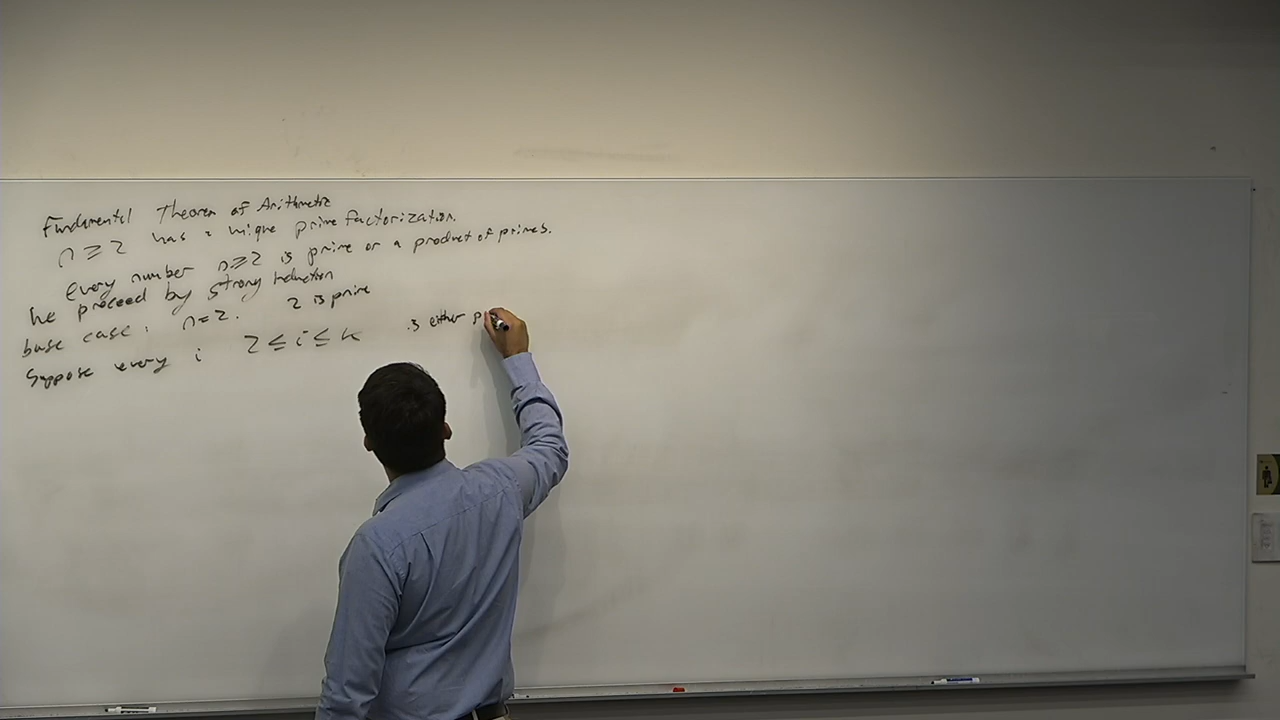 Fundamental Theorem of Arithmetic
n ≥ 2 has a unique prime factorization.
Every number n ≥ 2 is prime or a product of primes.
We proceed by strong induction
base case: n = 2. 2 is prime
Suppose every i 2 ≤ i ≤ k is either p